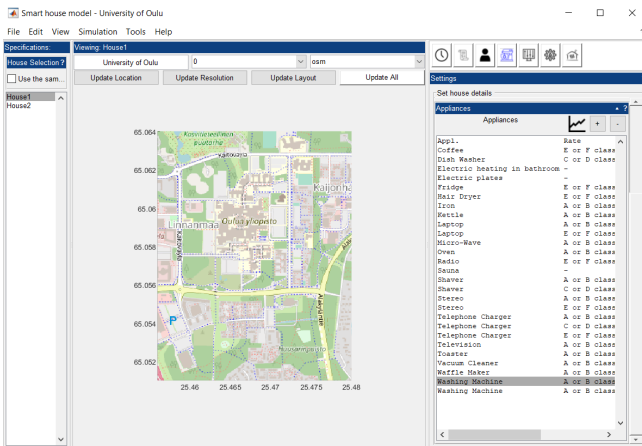 Smart house model - University of Oulu
File Edit View Simulation Tools Help
Specifications:
House Selection ?
Use the sam...
House1
House2
Viewing: House1
University of Oulu 0 osm
Update Location Update Resolution Update Layout Update All
65.064
65.062
65.06
65.058
65.056
65.054
65.052
25.46 25.465 25.47 25.475 25.48
Kaijonha
Linnanmaa
Oulun yliopisto
P
Settings
Set house details
Appliances ?
Appliances + -
Appl. Rate
Coffee E or F class
Dish Washer C or D class
Electric heating in bathroom -
Electric plates -
Fridge E or F class
Hair Dryer E or F class
Iron A or B class
Kettle A or B class
Laptop A or B class
Laptop E or F class
Micro-Wave A or B class
Oven A or B class
Radio E or F class
Sauna -
Shaver A or B class
Shaver C or D class
Stereo A or B class
Stereo E or F class
Telephone Charger A or B class
Telephone Charger C or D class
Telephone Charger E or F class
Television A or B class
Toaster A or B class
Vacuum Cleaner A or B class
Waffle Maker A or B class
Washing Machine A or B class
Washing Machine A or B class